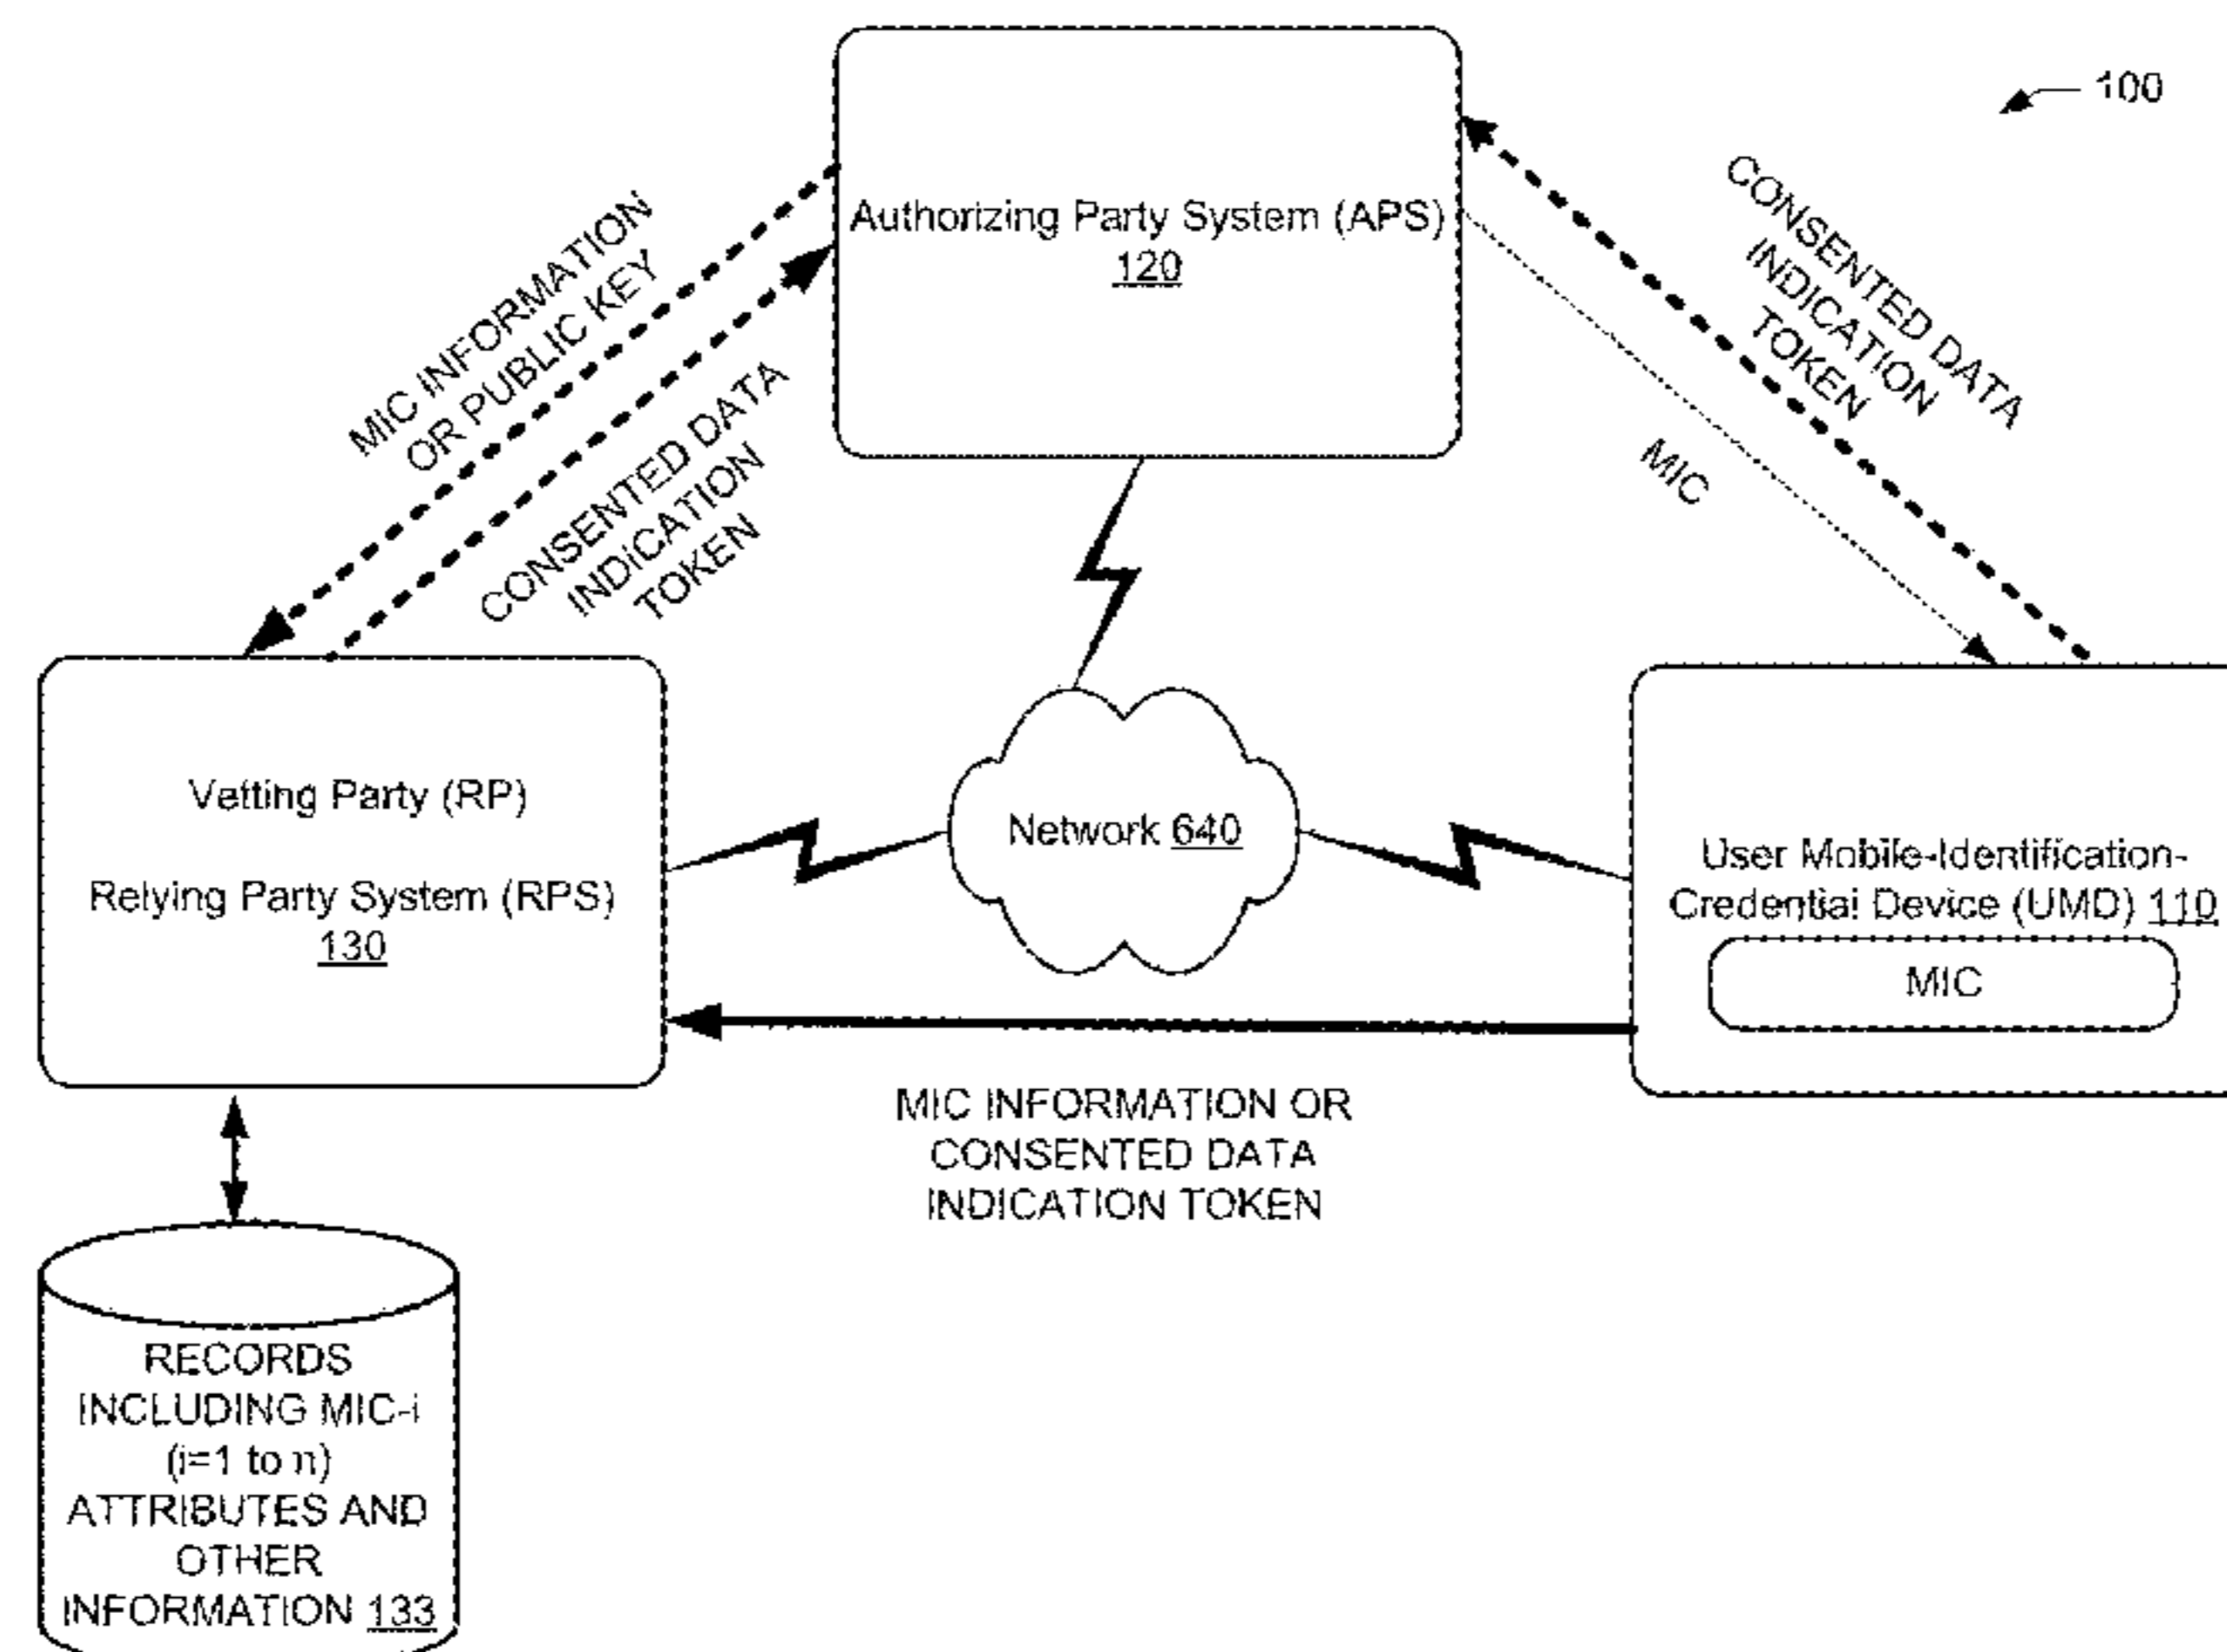 100
Authorizing Party System (APS)
120
MIC INFORMATION
OR PUBLIC KEY
CONSENTED DATA
INDICATION
TOKEN
CONSENTED DATA
INDICATION
TOKEN
MIC
Vetting Party (RP)
Relying Party System (RPS)
130
Network 640
User Mobile-Identification-
Credential Device (UMD) 110
MIC
MIC INFORMATION OR
CONSENTED DATA
INDICATION TOKEN
RECORDS
INCLUDING MIC-i
(i=1 to n)
ATTRIBUTES AND
OTHER
INFORMATION 133